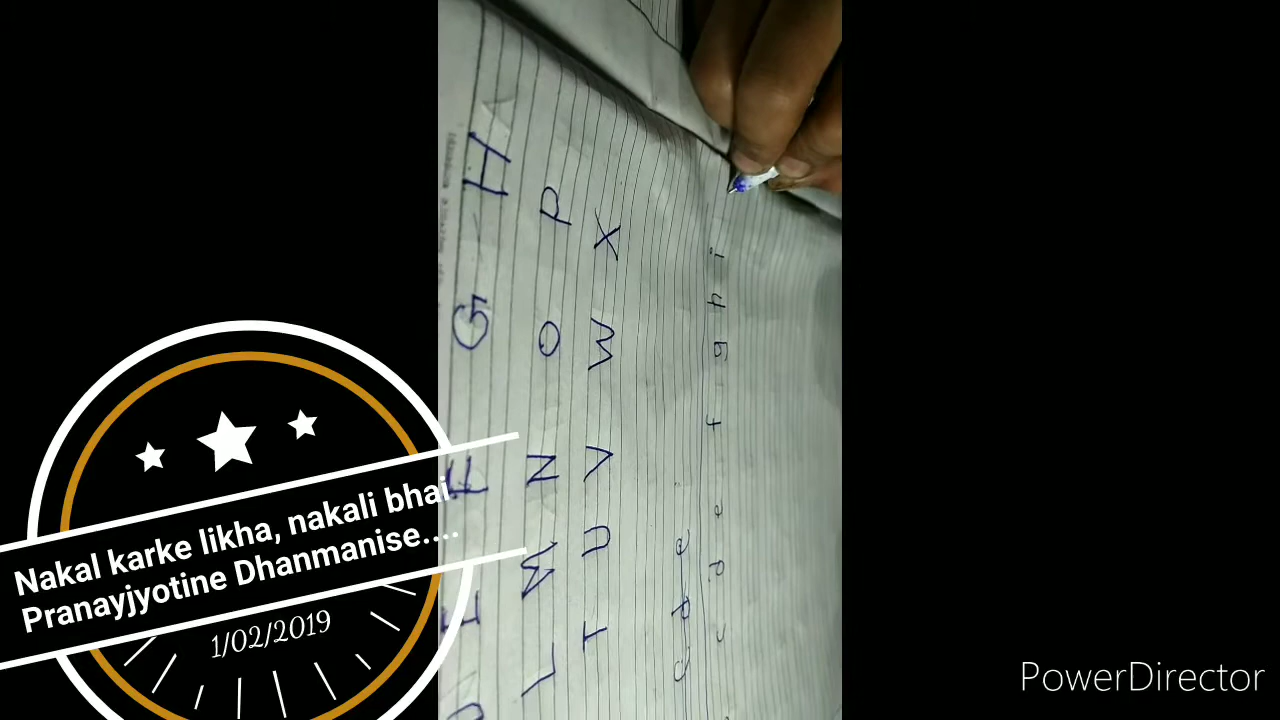 F G H
L M N O P
T U V W X
c d e
c d e f g h i
Nakal karke likha, nakali bhai
Pranayjyotine Dhanmanise....
1/02/2019
PowerDirector